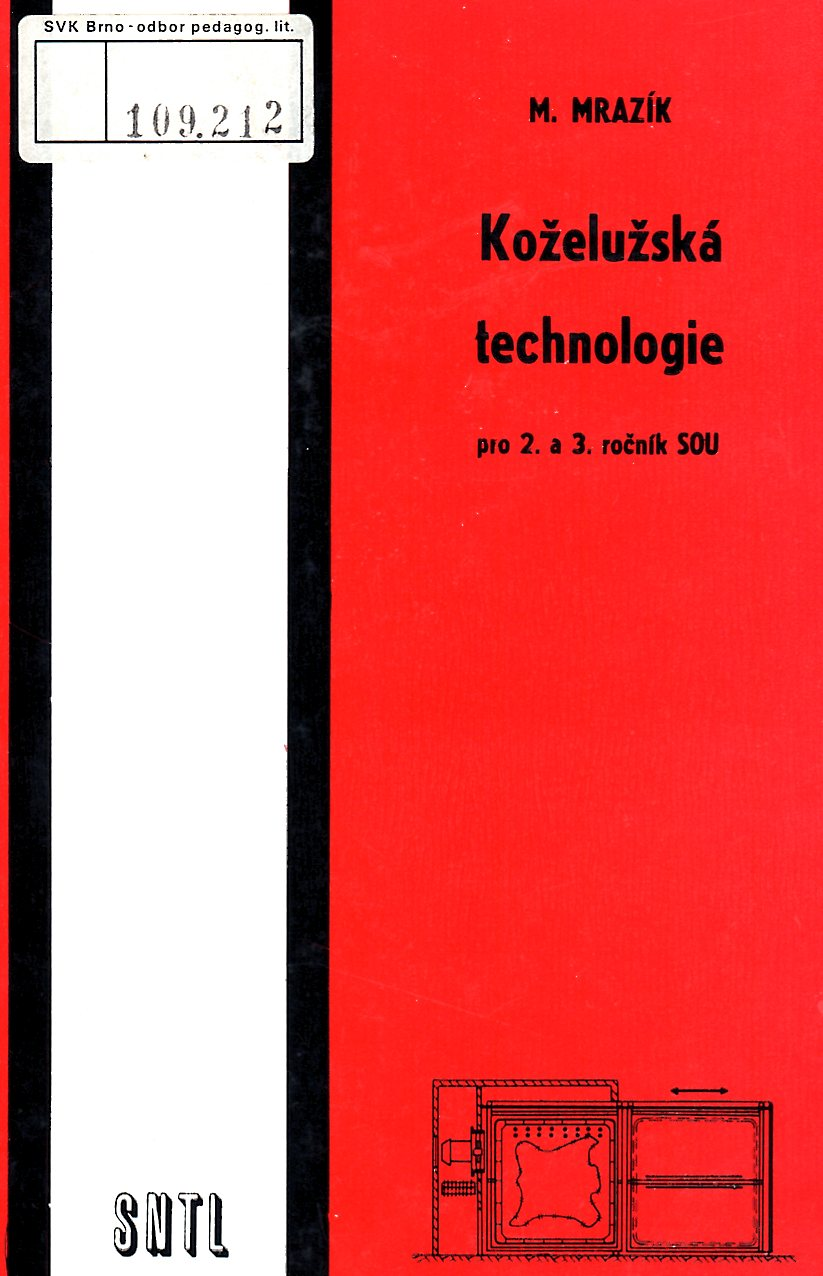 SVK Brno - odbor pedagog. lit.
109.212
M. MRAZÍK
Koželužská
technologie
pro 2. a 3. ročník SOU
SNTL